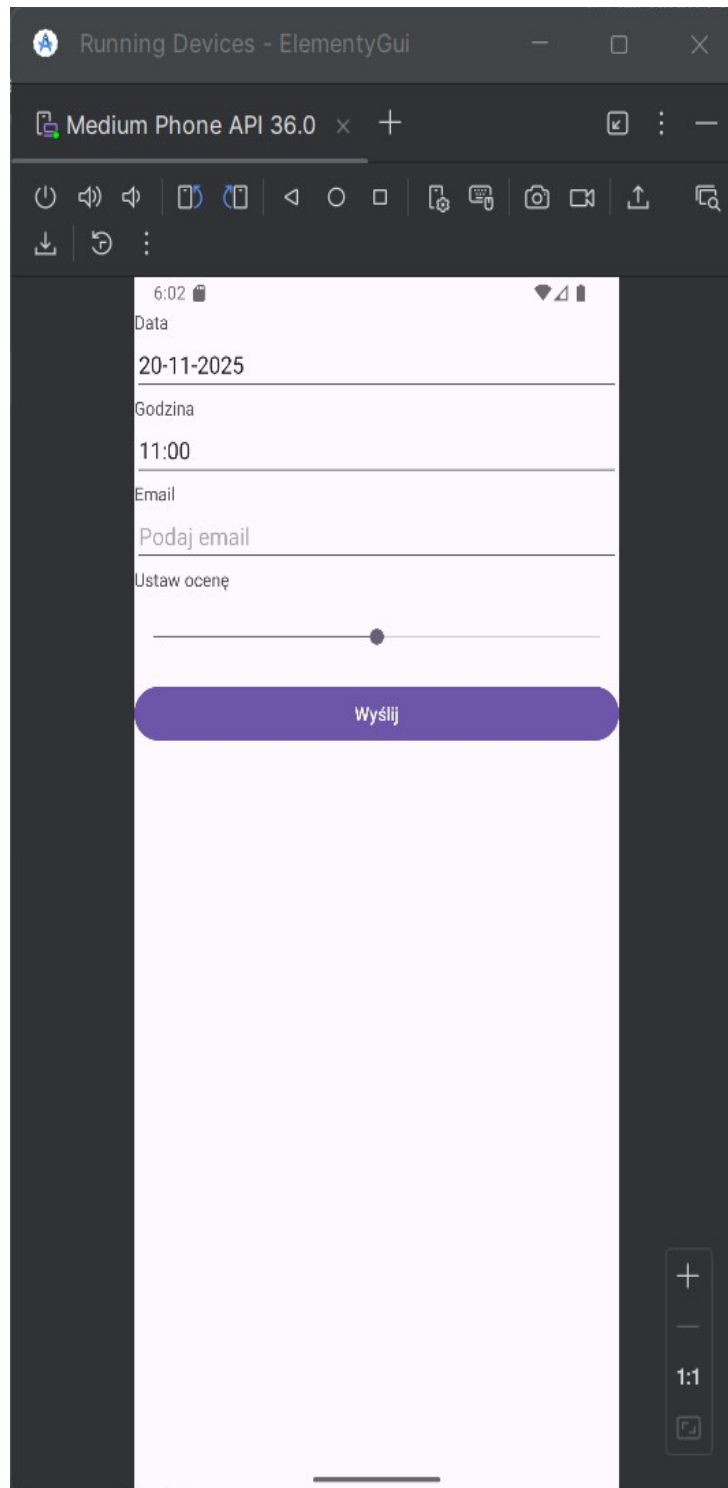 Running Devices - ElementyGui
Medium Phone API 36.0
6:02
Data
20-11-2025
Godzina
11:00
Email
Podaj email
Ustaw ocenę
Wyślij
1:1